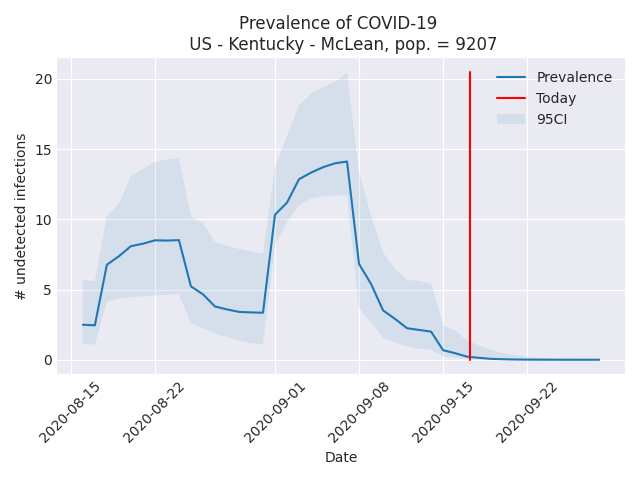 Prevalence of COVID-19
US - Kentucky - McLean, pop. = 9207
# undetected infections
20
15
10
5
0
Prevalence
Today
95CI
2020-08-15
2020-08-22
2020-09-01
2020-09-08
2020-09-15
2020-09-22
Date